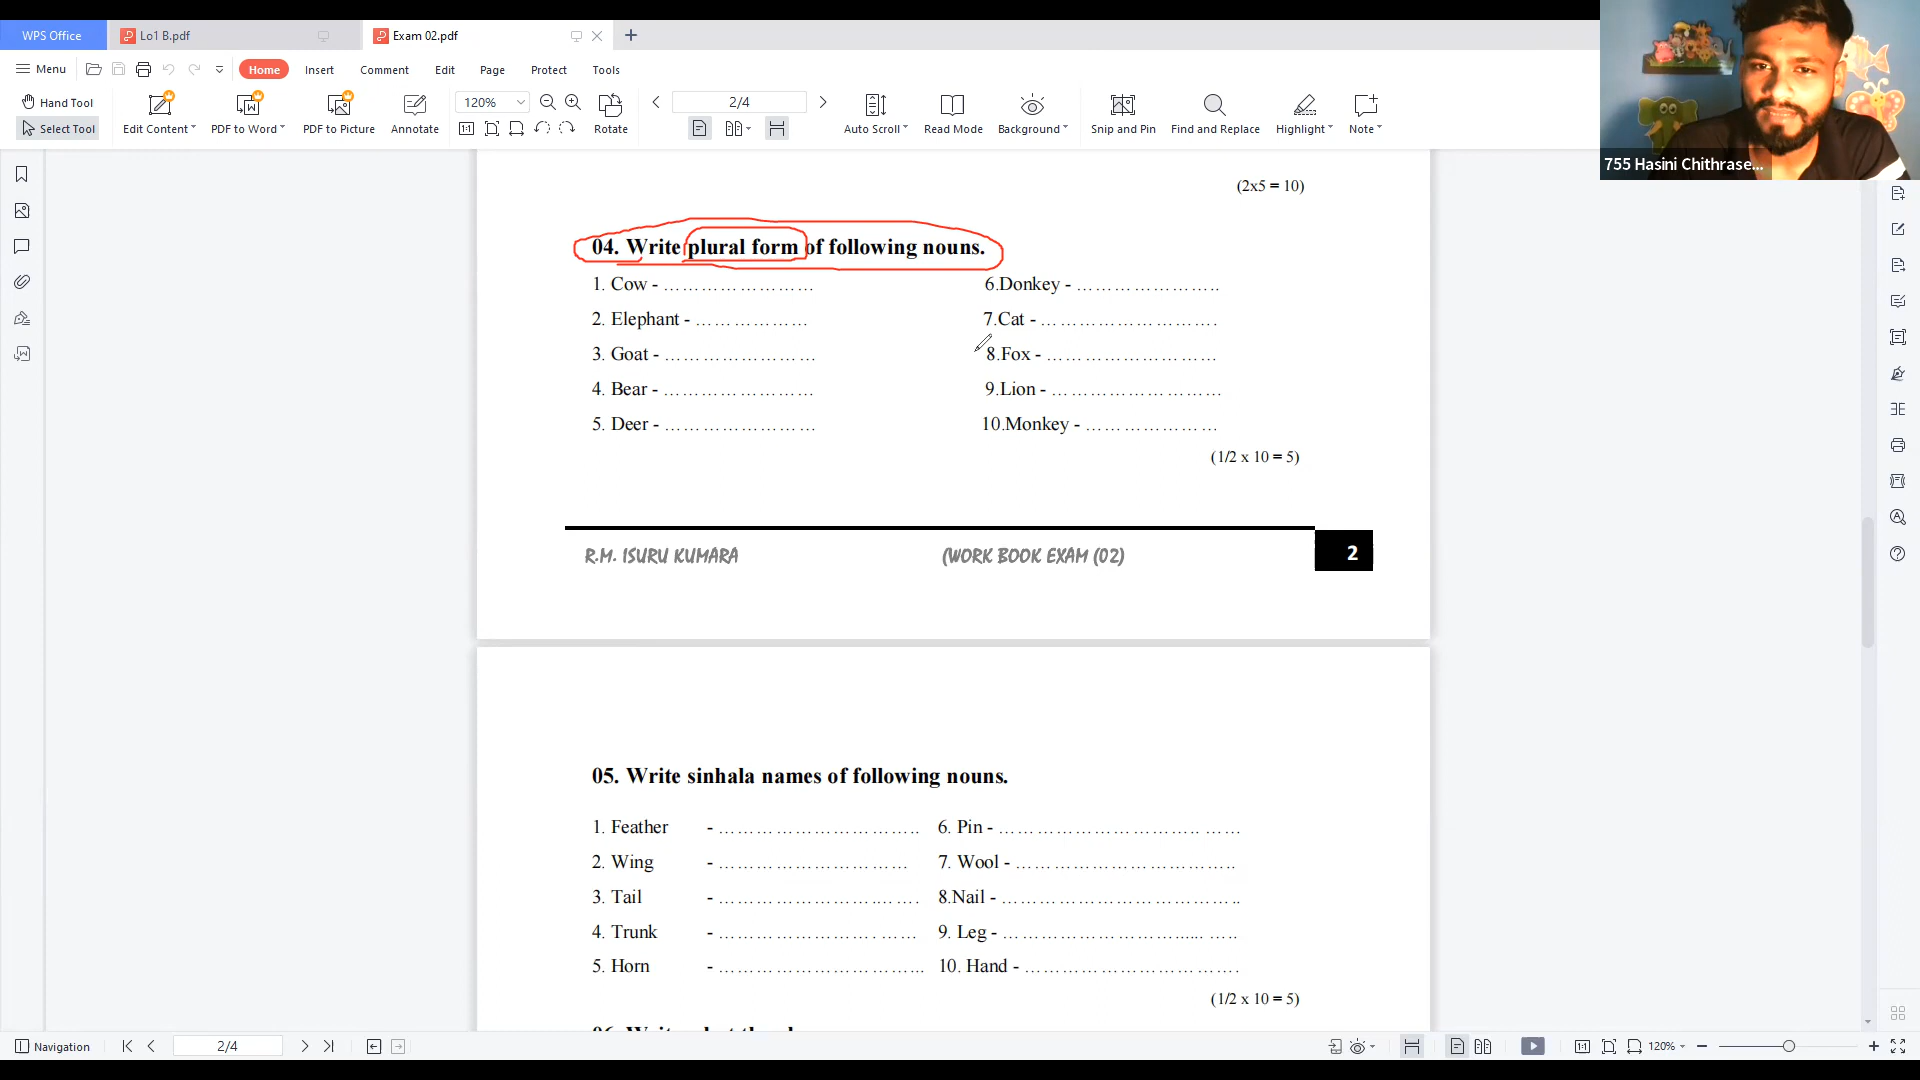 WPS Office
Lo1 B.pdf
Exam 02.pdf
Menu
Home
Insert
Comment
Edit
Page
Protect
Tools
Hand Tool
Select Tool
Edit Content
PDF to Word
PDF to Picture
Annotate
120%
Rotate
2/4
Auto Scroll
Read Mode
Background
Snip and Pin
Find and Replace
Highlight
Note
755 Hasini Chithrase...
(2x5 = 10)
04. Write plural form of following nouns.
1. Cow - ……………………
6.Donkey - …………………..
2. Elephant - ………………
7.Cat - ……………………….
3. Goat - ……………………
8.Fox - ………………………
4. Bear - ……………………
9.Lion - ………………………
5. Deer - ……………………
10.Monkey - …………………
(1/2 x 10 = 5)
R.M. ISURU KUMARA
(WORK BOOK EXAM (02)
2
05. Write sinhala names of following nouns.
1. Feather - ………………………….. 6. Pin - ………………………….. ……
2. Wing - ………………………… 7. Wool - ……………………………..
3. Tail - …………………….…… 8.Nail - ………………………………..
4. Trunk - ……………………. …… 9. Leg - ………………………...... …..
5. Horn - …………………………... 10. Hand - …………………………….
(1/2 x 10 = 5)
Navigation
2/4
120%